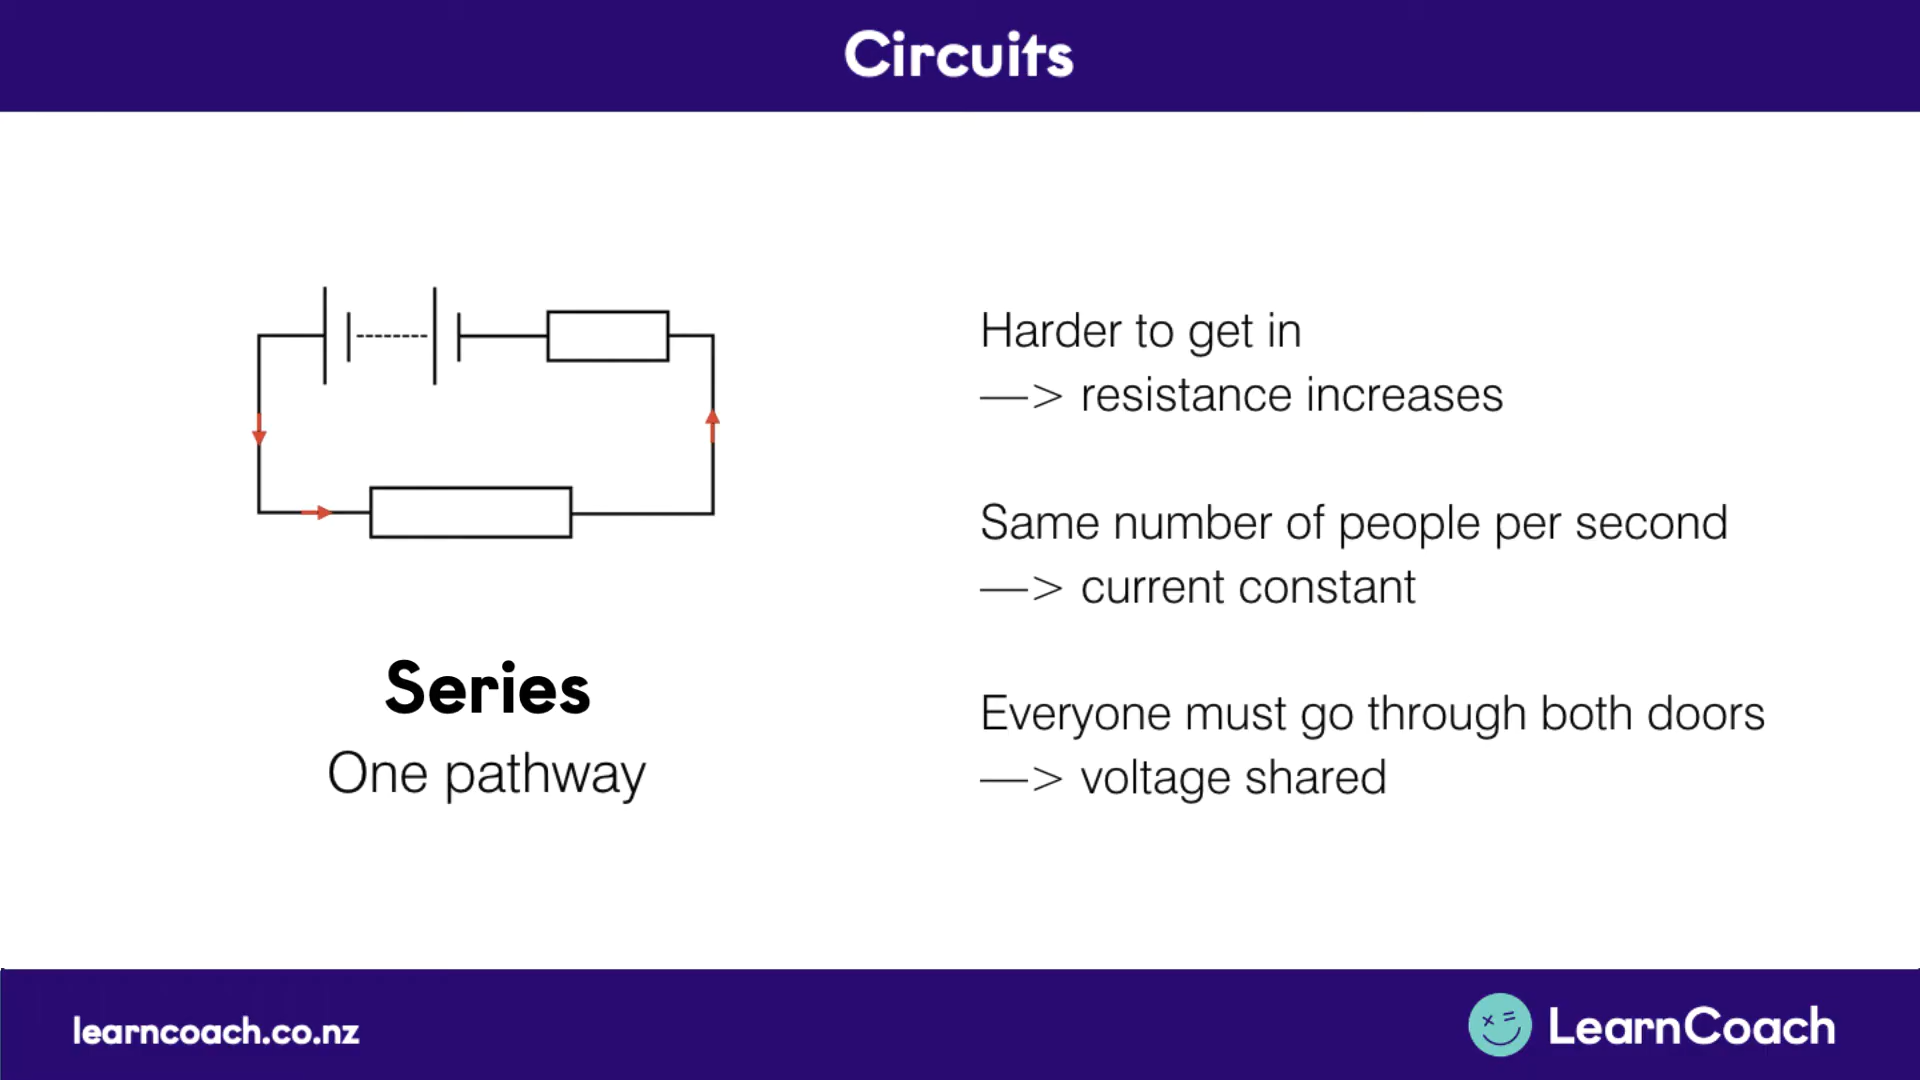 Circuits
Harder to get in
—> resistance increases
Same number of people per second
—> current constant
Everyone must go through both doors
—> voltage shared
Series
One pathway
learncoach.co.nz
LearnCoach